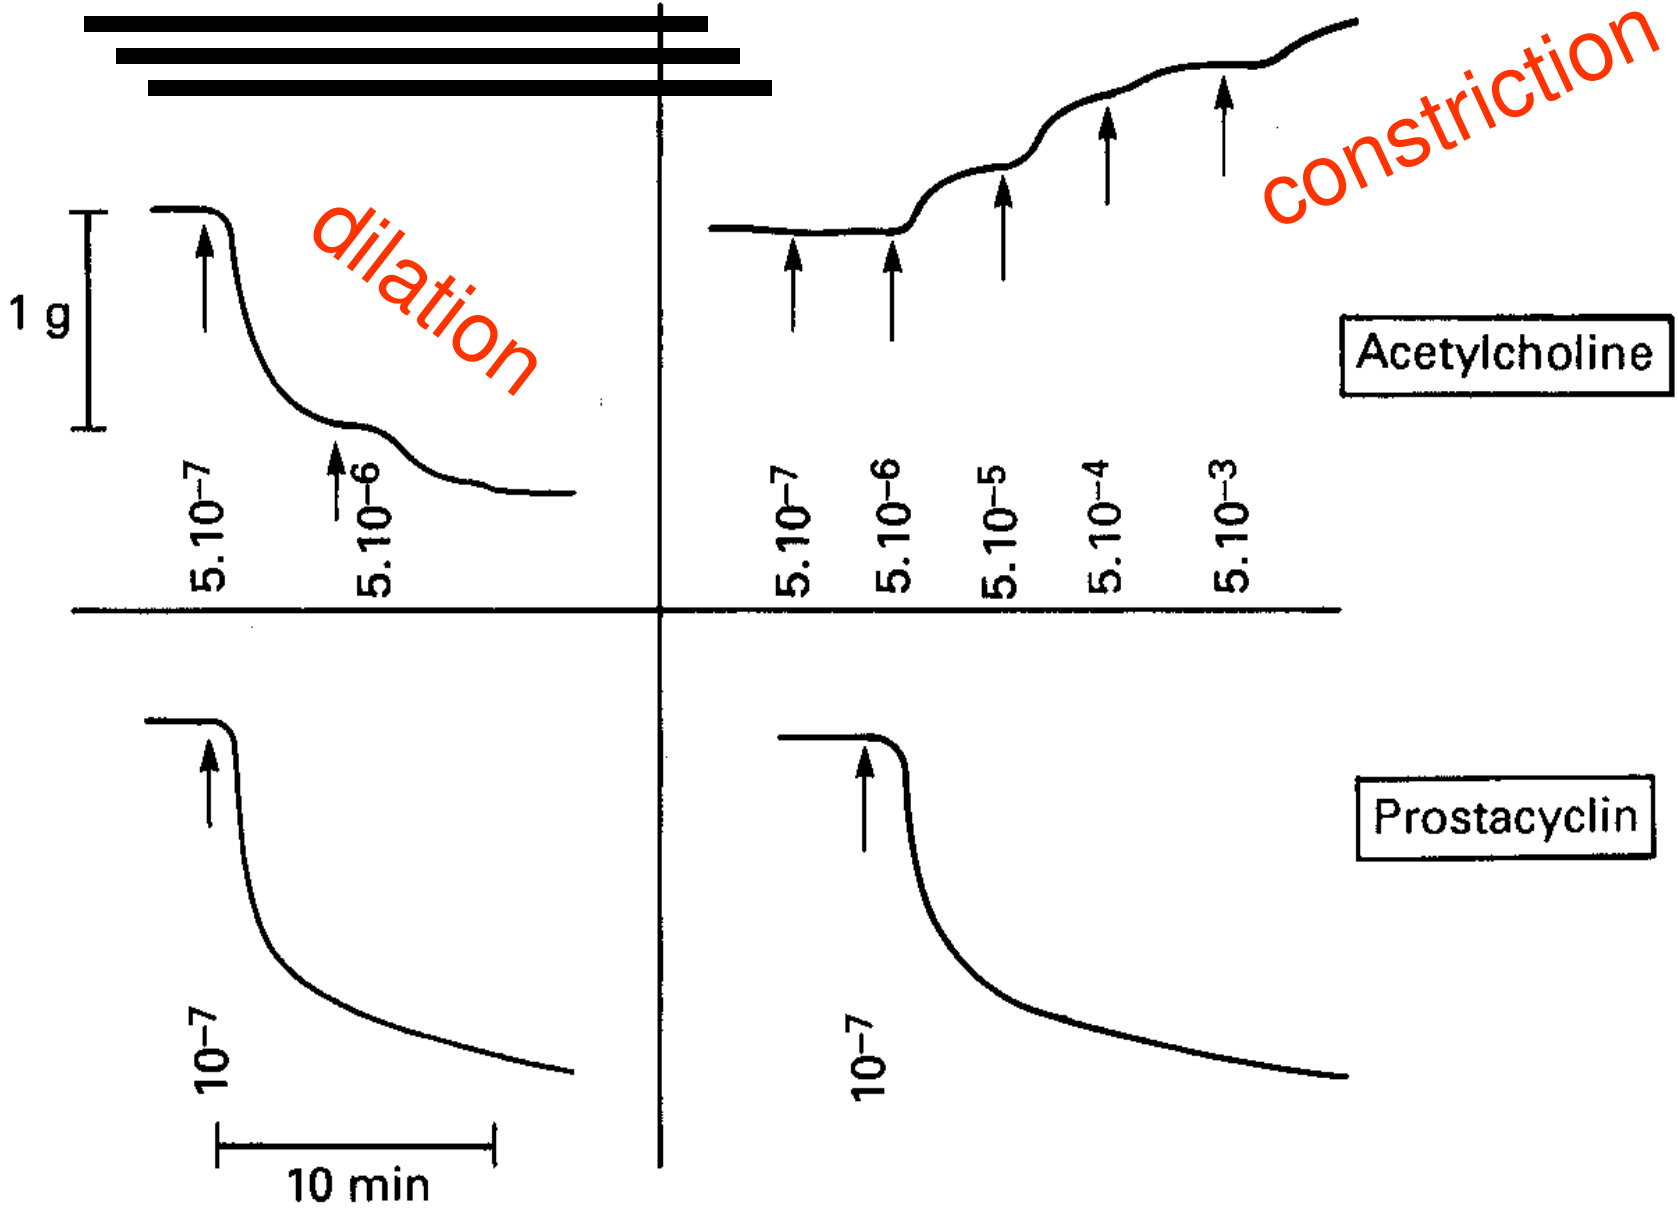 constriction
dilation
1 g
Acetylcholine
5.10⁻⁷
5.10⁻⁶
5.10⁻⁷
5.10⁻⁶
5.10⁻⁵
5.10⁻⁴
5.10⁻³
Prostacyclin
10⁻⁷
10⁻⁷
10 min